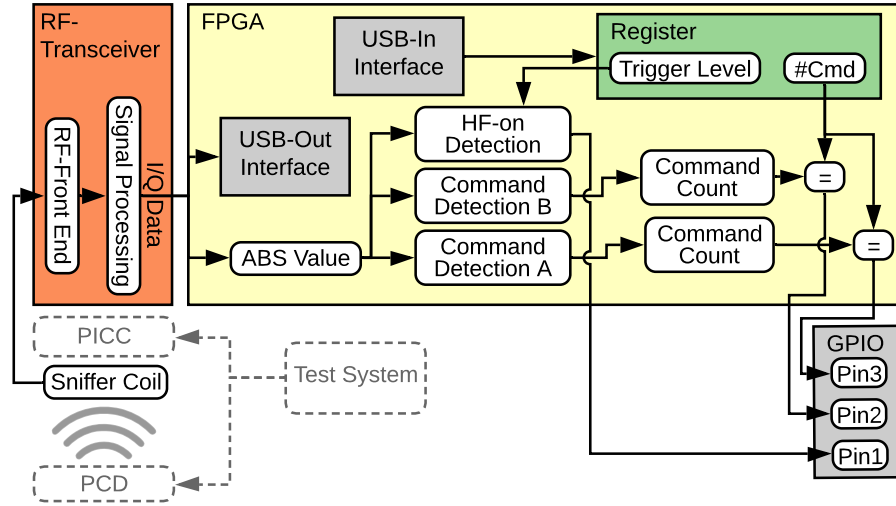 RF-
Transceiver
RF-Front End
Signal Processing
I/Q Data
FPGA
USB-In
Interface
Register
Trigger Level
#Cmd
USB-Out
Interface
HF-on
Detection
Command
Detection B
Command
Detection A
ABS Value
Command
Count
Command
Count
=
=
PICC
Sniffer Coil
PCD
Test System
GPIO
Pin3
Pin2
Pin1